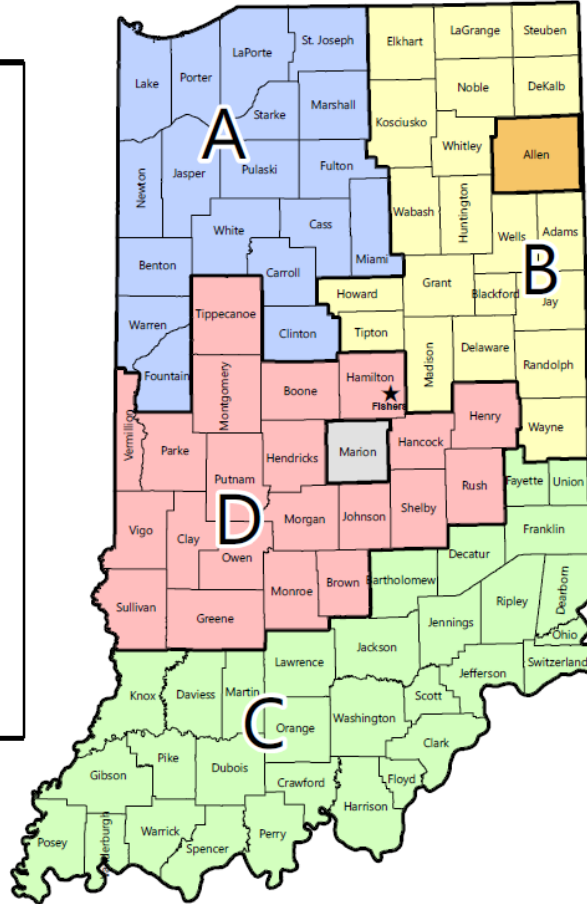 St. Joseph
LaPorte
Elkhart
LaGrange
Steuben
Lake
Porter
Noble
DeKalb
Starke
Marshall
Kosciusko
A
Whitley
Allen
Newton
Jasper
Pulaski
Fulton
Wabash
Huntington
White
Cass
Wells
Adams
Miami
Benton
Carroll
Grant
B
Howard
Blackford
Jay
Tippecanoe
Warren
Clinton
Tipton
Madison
Delaware
Randolph
Fountain
Montgomery
Boone
Hamilton
★
Fishers
Henry
Vermillion
Wayne
Parke
Hendricks
Marion
Hancock
Putnam
Rush
Fayette
Union
Vigo
D
Morgan
Johnson
Shelby
Clay
Franklin
Owen
Decatur
Sullivan
Monroe
Brown
Bartholomew
Dearborn
Greene
Ripley
Jennings
Ohio
Jackson
Lawrence
Switzerland
Jefferson
Knox
Daviess
Martin
Scott
C
Orange
Washington
Clark
Pike
Dubois
Gibson
Crawford
Floyd
Harrison
Warrick
Perry
Posey
Spencer